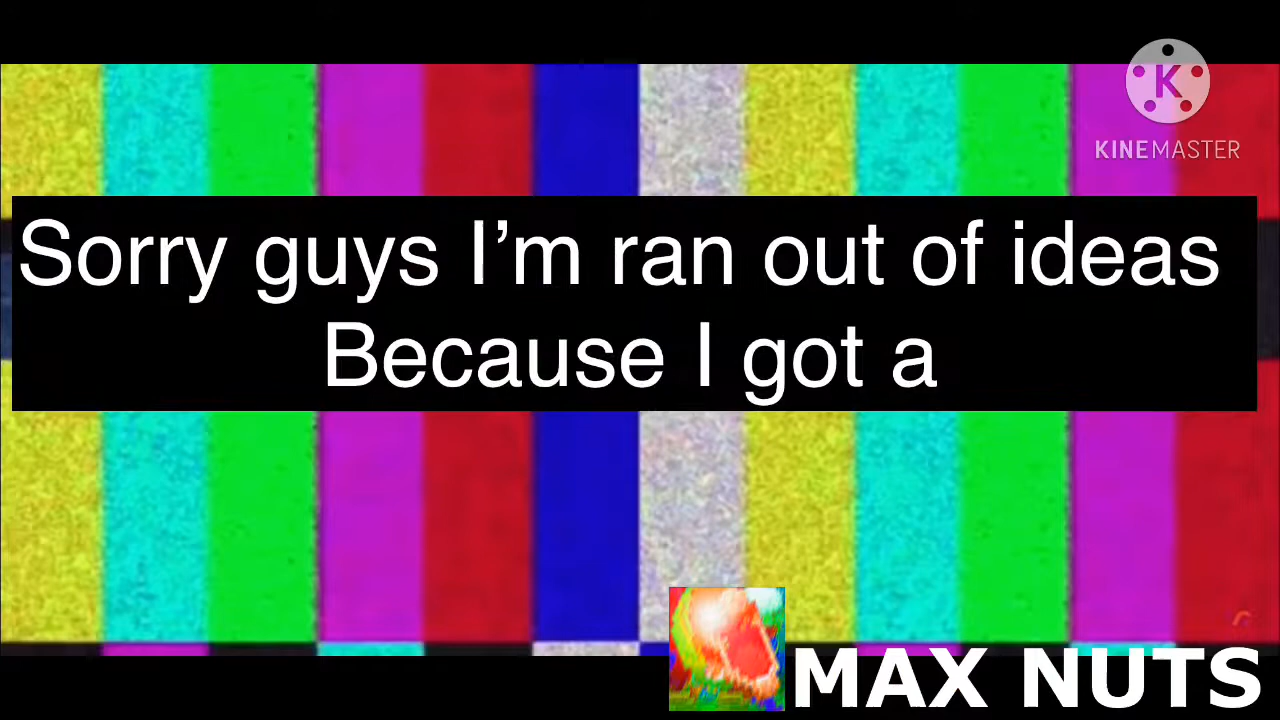 K
KINEMASTER
Sorry guys I’m ran out of ideas
Because I got a
MAX NUTS